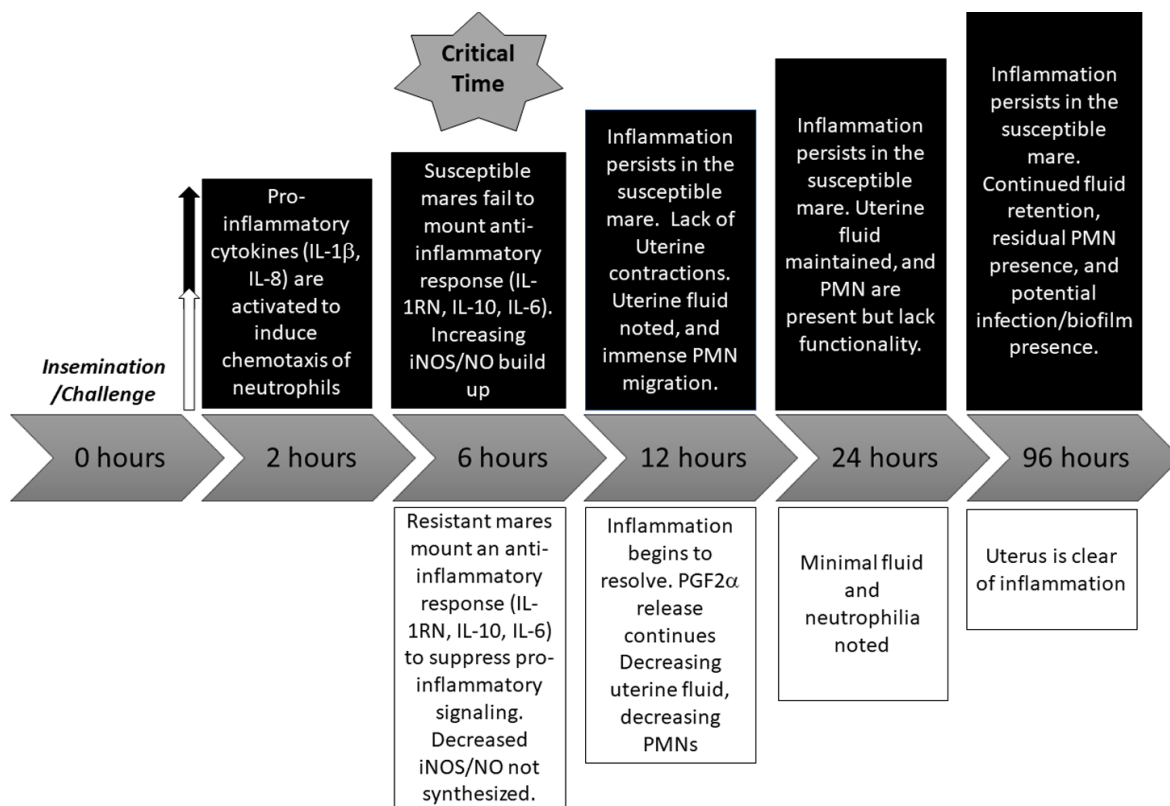 Critical
Time
Pro-
inflammatory
cytokines (IL-1β,
IL-8) are
activated to
induce
chemotaxis of
neutrophils
Susceptible
mares fail to
mount anti-
inflammatory
response (IL-
1RN, IL-10, IL-6).
Increasing
iNOS/NO build
up
Inflammation
persists in the
susceptible
mare. Lack of
Uterine
contractions.
Uterine fluid
noted, and
immense PMN
migration.
Inflammation
persists in the
susceptible
mare. Uterine
fluid
maintained, and
PMN are
present but lack
functionality.
Inflammation
persists in the
susceptible
mare.
Continued fluid
retention,
residual PMN
presence, and
potential
infection/biofilm
presence.
Insemination
/Challenge
0 hours
2 hours
6 hours
12 hours
24 hours
96 hours
Resistant mares
mount an anti-
inflammatory
response (IL-
1RN, IL-10, IL-6)
to suppress pro-
inflammatory
signaling.
Decreased
iNOS/NO not
synthesized.
Inflammation
begins to
resolve. PGF2α
release
continues
Decreasing
uterine fluid,
decreasing
PMNs
Minimal fluid
and
neutrophilia
noted
Uterus is clear
of inflammation